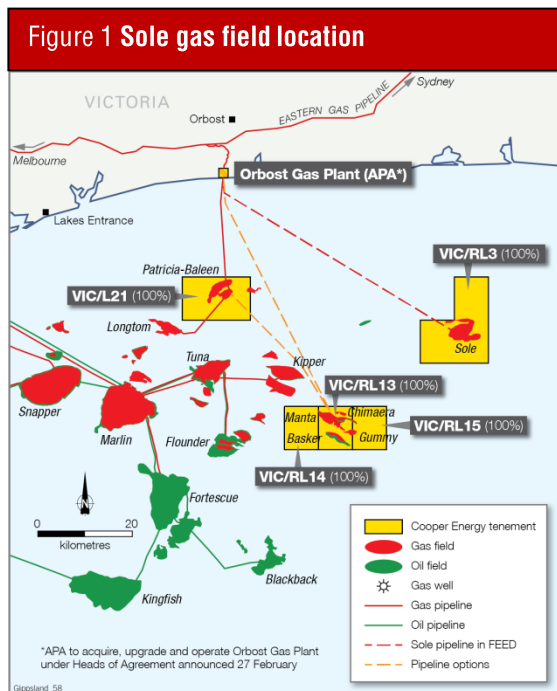 Figure 1 Sole gas field location
VICTORIA
Sydney
EASTERN GAS PIPELINE
Orbost
Melbourne
Orbost Gas Plant (APA*)
Lakes Entrance
VIC/RL3 (100%)
Patricia-Baleen
VIC/L21 (100%)
Longtom
Sole
Tuna
Kipper
VIC/RL13 (100%)
Snapper
Manta
Chimaera
VIC/RL15 (100%)
Marlin
Flounder
Basker
Gummy
VIC/RL14 (100%)
Fortescue
N
0
20
kilometres
Blackback
Kingfish
Cooper Energy tenement
Gas field
Oil field
Gas well
Gas pipeline
Oil pipeline
Sole pipeline in FEED
Pipeline options
*APA to acquire, upgrade and operate Orbost Gas Plant
under Heads of Agreement announced 27 February
Gippsland 58